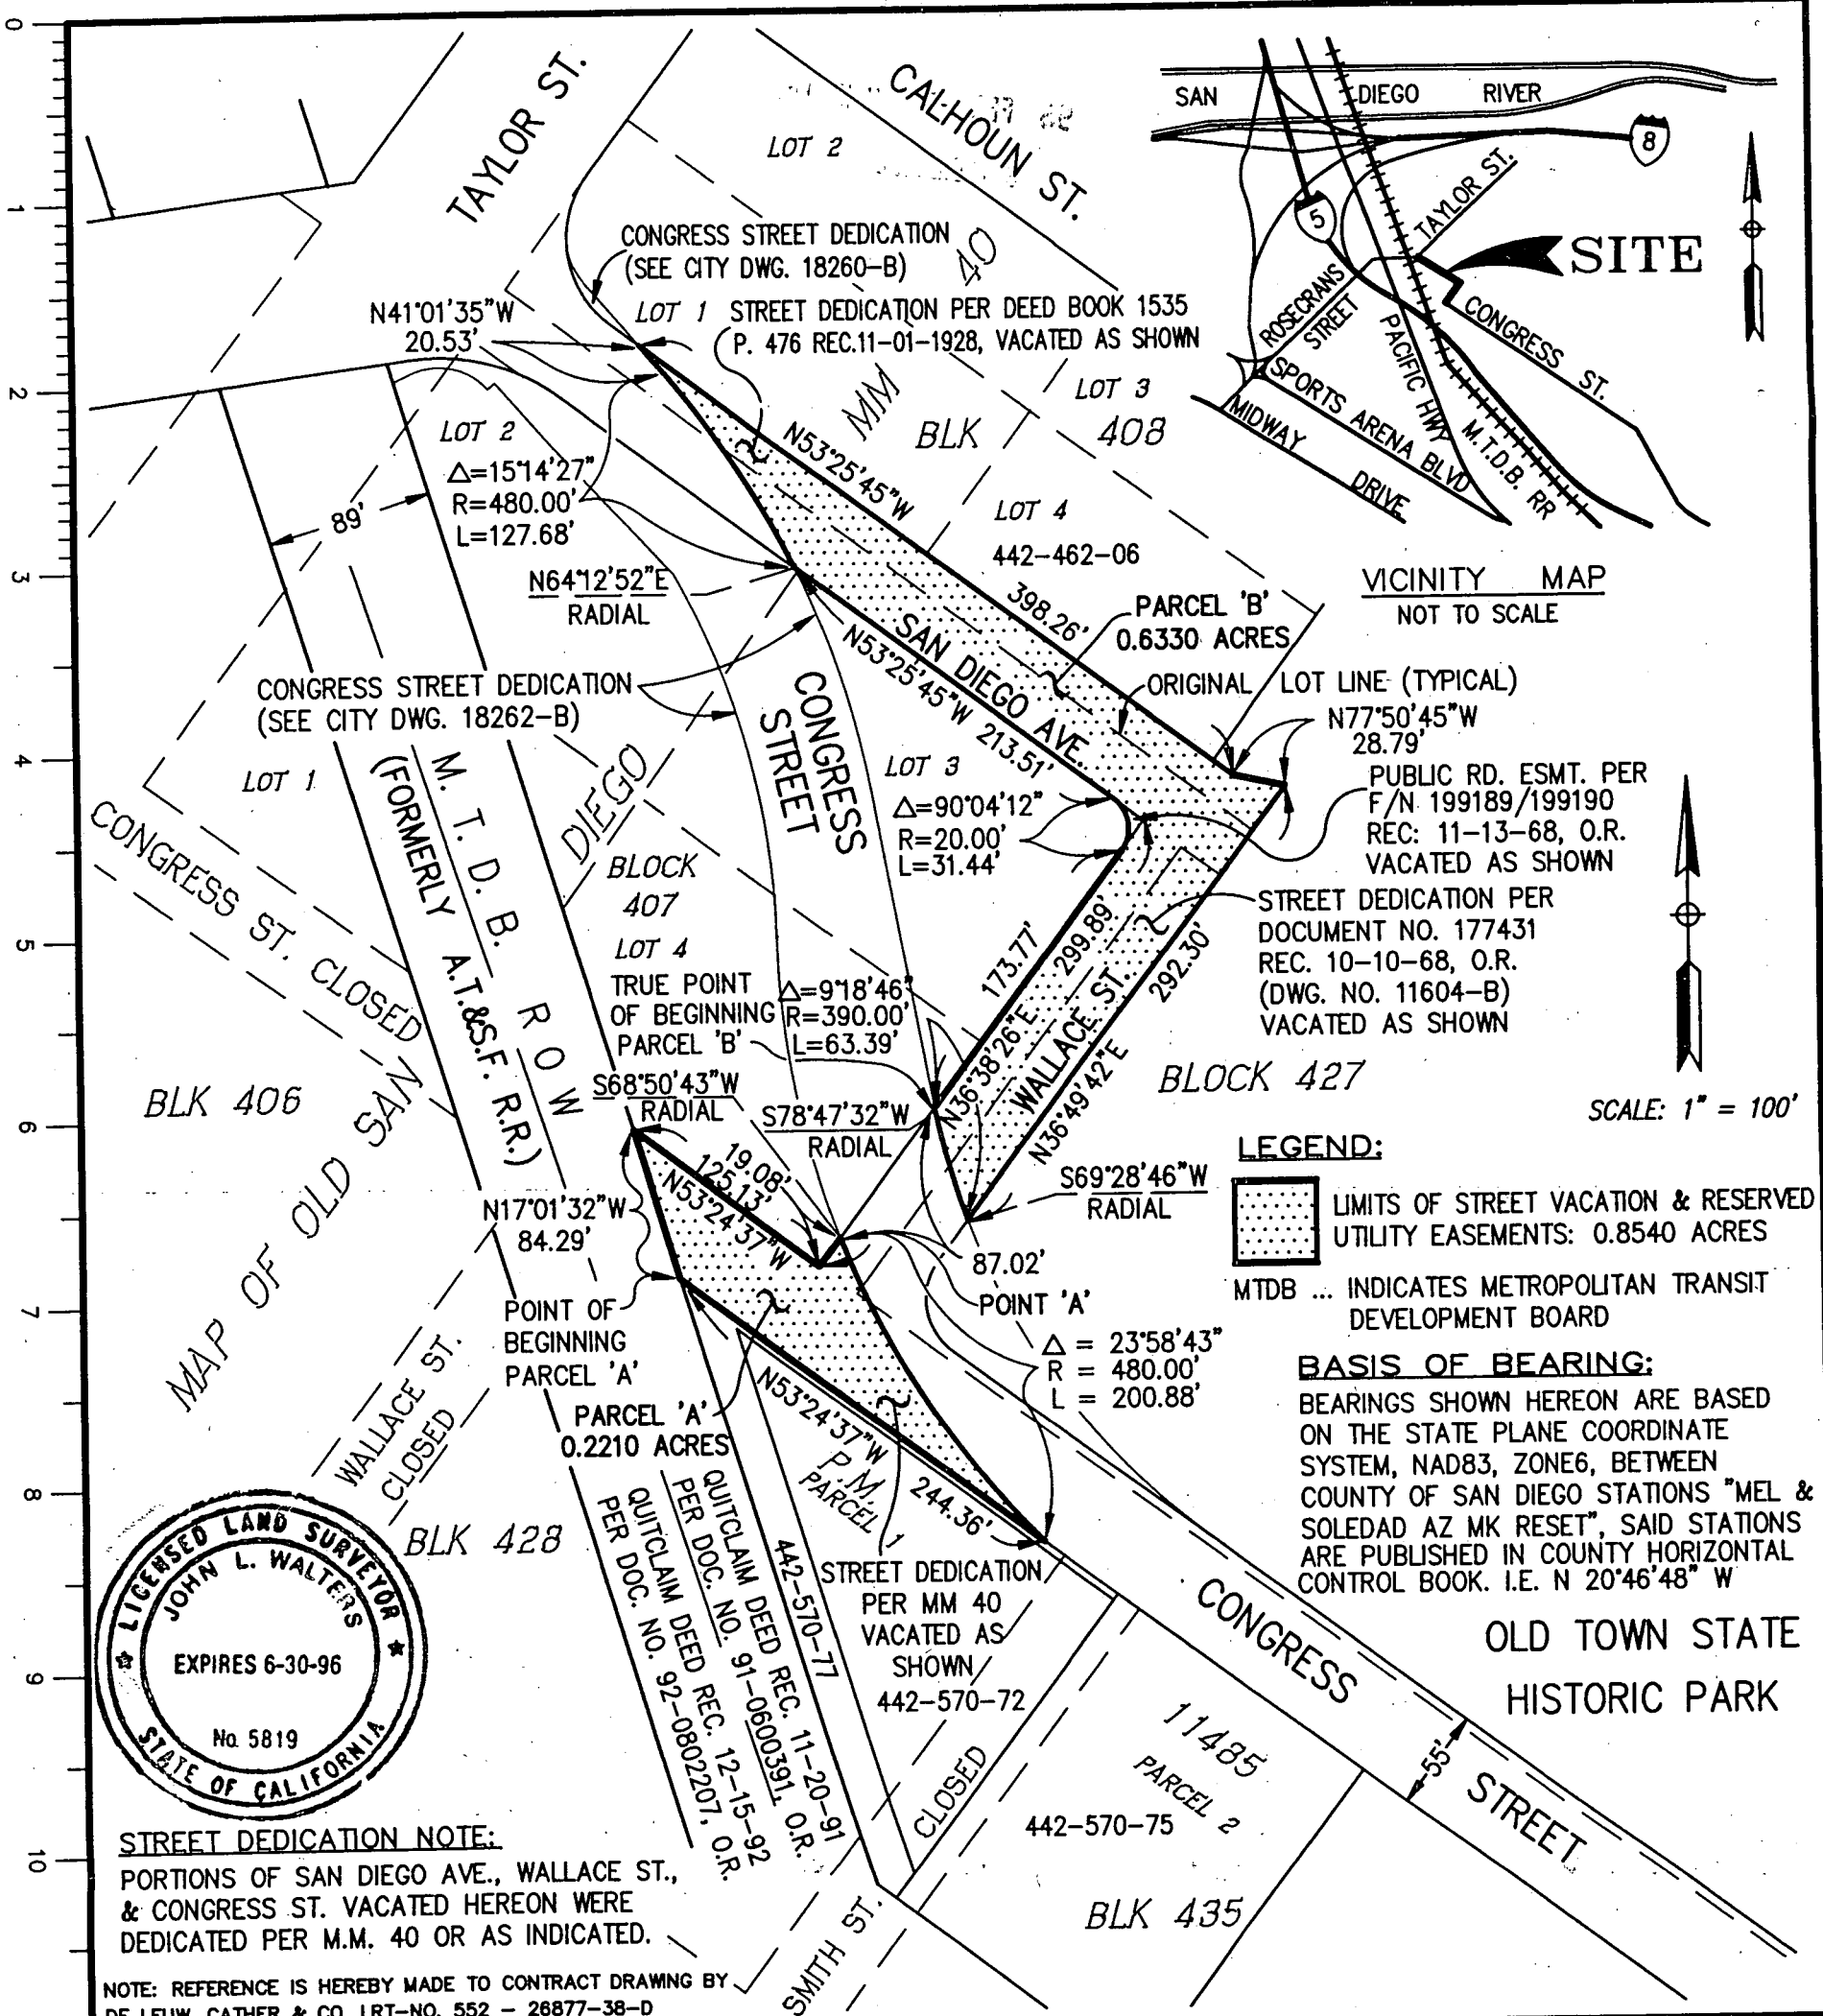 0
1
2
3
4
5
6
7
8
9
10
TAYLOR ST.
CALHOUN ST.
LOT 2
CONGRESS STREET DEDICATION
(SEE CITY DWG. 18260-B)
MM 40
N41°01'35"W
20.53'
LOT 1
STREET DEDICATION PER DEED BOOK 1535
P. 476 REC.11-01-1928, VACATED AS SHOWN
LOT 3
BLK 408
LOT 2
Δ=15°14'27"
R=480.00'
L=127.68'
89'
N53°25'45"W
398.26'
LOT 4
442-462-06
N64°12'52"E
RADIAL
PARCEL 'B'
0.6330 ACRES
SAN DIEGO AVE.
N53°25'45"W 213.51'
ORIGINAL LOT LINE (TYPICAL)
N77°50'45"W
28.79'
CONGRESS STREET DEDICATION
(SEE CITY DWG. 18262-B)
CONGRESS
STREET
LOT 1
M. T. D. B. ROW
(FORMERLY A.T.&S.F. R.R.)
LOT 3
Δ=90°04'12"
R=20.00'
L=31.44'
PUBLIC RD. ESMT. PER
F/N 199189/199190
REC: 11-13-68, O.R.
VACATED AS SHOWN
CONGRESS ST. CLOSED
BLOCK
407
LOT 4
STREET DEDICATION PER
DOCUMENT NO. 177431
REC. 10-10-68, O.R.
(DWG. NO. 11604-B)
VACATED AS SHOWN
TRUE POINT
OF BEGINNING
PARCEL 'B'
Δ=9°18'46"
R=390.00'
L=63.39'
173.77'
N36°38'26"E 299.89'
WALLACE ST.
N36°49'42"E
292.30'
BLOCK 427
BLK 406
MAP OF OLD SAN DIEGO
S68°50'43"W
RADIAL
S78°47'32"W
RADIAL
S69°28'46"W
RADIAL
19.08'
125.13'
N53°24'37"W
N17°01'32"W
84.29'
87.02'
POINT 'A'
POINT OF
BEGINNING
PARCEL 'A'
Δ = 23°58'43"
R = 480.00'
L = 200.88'
PARCEL 'A'
0.2210 ACRES
N53°24'37"W
244.36'
P.M. 11485
PARCEL 1
WALLACE ST.
CLOSED
BLK 428
442-570-77
QUITCLAIM DEED REC. 11-20-91
PER DOC. NO. 91-0600391, O.R.
QUITCLAIM DEED REC. 12-15-92
PER DOC. NO. 92-0802207, O.R.
STREET DEDICATION
PER MM 40
VACATED AS
SHOWN
442-570-72
CLOSED
SMITH ST.
PARCEL 2
442-570-75
BLK 435
CONGRESS STREET
55'
SAN DIEGO RIVER
8
5
TAYLOR ST.
SITE
ROSECRANS
STREET
PACIFIC HWY
CONGRESS ST.
SPORTS ARENA BLVD
M.T.D.B. RR
MIDWAY DRIVE
VICINITY MAP
NOT TO SCALE
SCALE: 1" = 100'
LEGEND:
LIMITS OF STREET VACATION & RESERVED
UTILITY EASEMENTS: 0.8540 ACRES
MTDB ... INDICATES METROPOLITAN TRANSIT
DEVELOPMENT BOARD
BASIS OF BEARING:
BEARINGS SHOWN HEREON ARE BASED
ON THE STATE PLANE COORDINATE
SYSTEM, NAD83, ZONE6, BETWEEN
COUNTY OF SAN DIEGO STATIONS "MEL &
SOLEDAD AZ MK RESET", SAID STATIONS
ARE PUBLISHED IN COUNTY HORIZONTAL
CONTROL BOOK. I.E. N 20°46'48" W
OLD TOWN STATE
HISTORIC PARK
LICENSED LAND SURVEYOR
JOHN L. WALTERS
EXPIRES 6-30-96
No. 5819
STATE OF CALIFORNIA
STREET DEDICATION NOTE:
PORTIONS OF SAN DIEGO AVE., WALLACE ST.,
& CONGRESS ST. VACATED HEREON WERE
DEDICATED PER M.M. 40 OR AS INDICATED.
NOTE: REFERENCE IS HEREBY MADE TO CONTRACT DRAWING BY
DE LEUW, CATHER & CO. LRT-NO. 552 - 26877-38-D